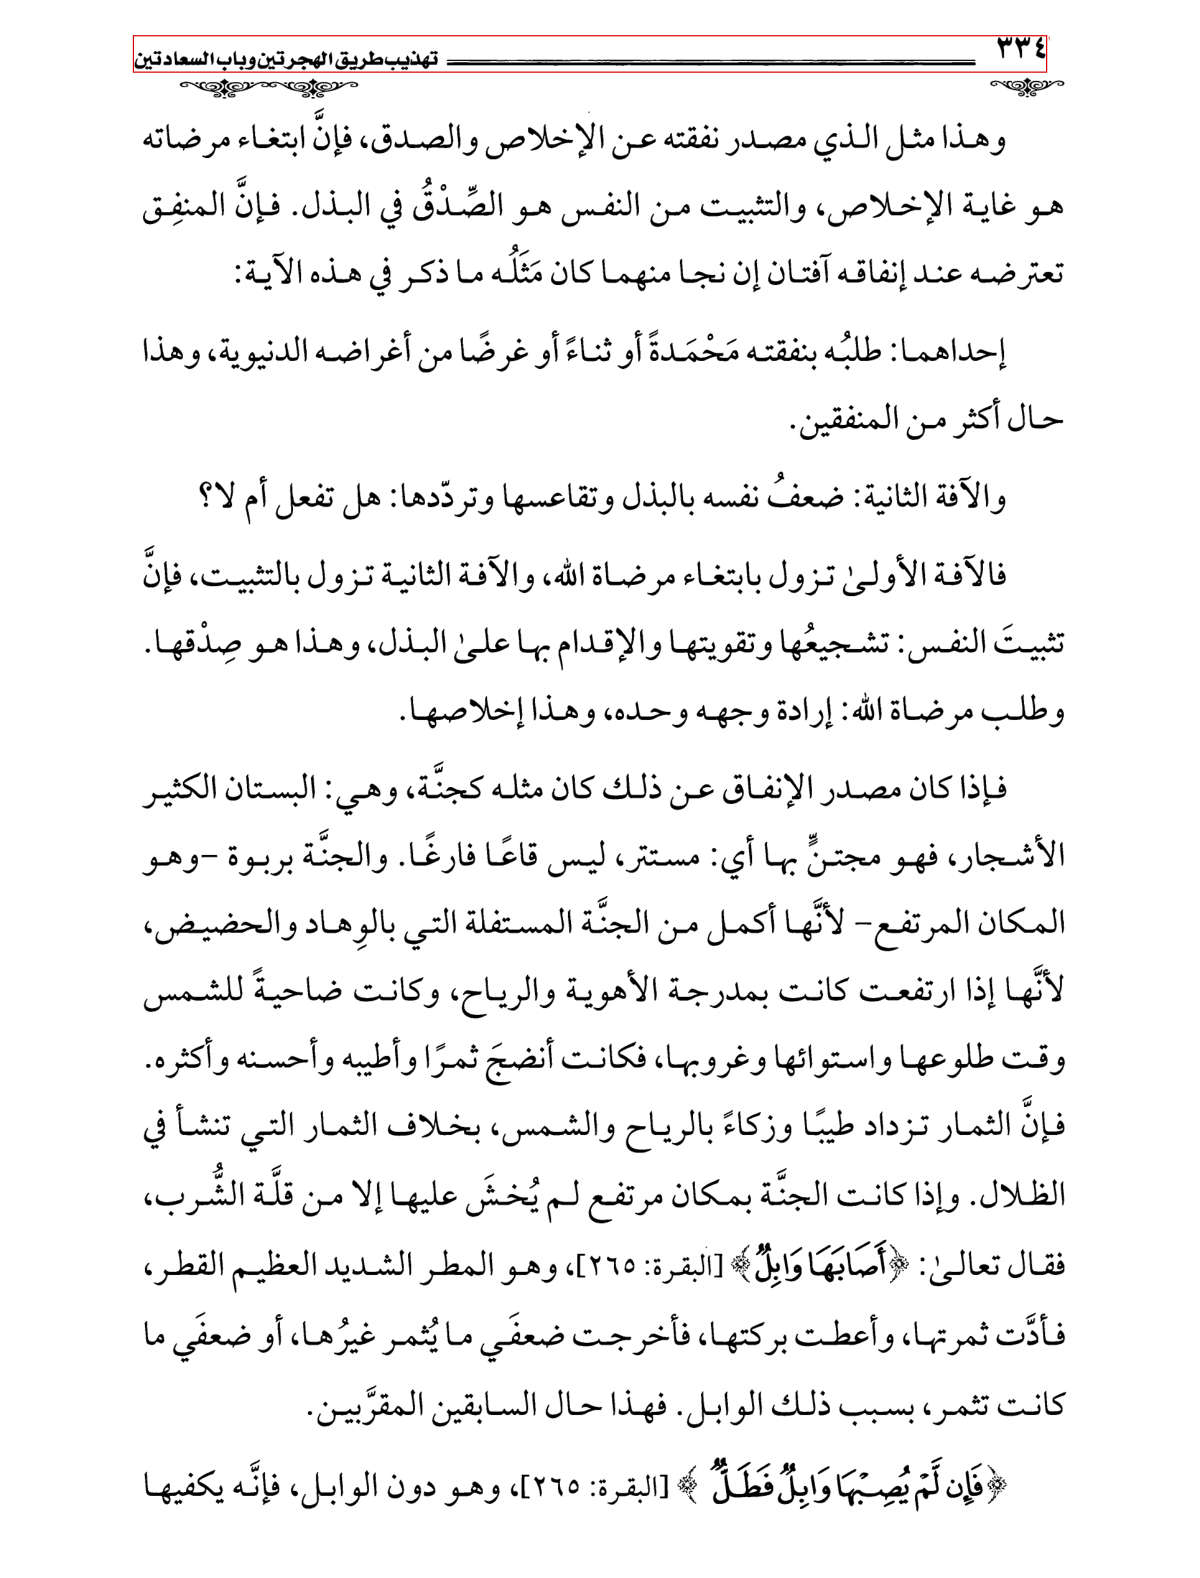 ٣٣٤ تهذيب طريق الهجرتين وباب السعادتين
وهذا مثل الذي مصدر نفقته عن الإخلاص والصدق، فإنَّ ابتغاء مرضاته
هو غاية الإخلاص، والتثبيت من النفس هو الصِّدْقُ في البذل. فإنَّ المنفِق
تعترضه عند إنفاقه آفتان إن نجا منهما كان مَثَلُه ما ذكر في هذه الآية:
إحداهما: طلبُه بنفقته مَحْمَدةً أو ثناءً أو غرضًا من أغراضه الدنيوية، وهذا
حال أكثر من المنفقين.
والآفة الثانية: ضعفُ نفسه بالبذل وتقاعسها وتردّدها: هل تفعل أم لا؟
فالآفة الأولىٰ تزول بابتغاء مرضاة الله، والآفة الثانية تزول بالتثبيت، فإنَّ
تثبيتَ النفس: تشجيعُها وتقويتها والإقدام بها علىٰ البذل، وهذا هو صِدْقها.
وطلب مرضاة الله: إرادة وجهه وحده، وهذا إخلاصها.
فإذا كان مصدر الإنفاق عن ذلك كان مثله كجنَّة، وهي: البستان الكثير
الأشجار، فهو مجتنٌّ بها أي: مستتر، ليس قاعًا فارغًا. والجنَّة بربوة –وهو
المكان المرتفع– لأنَّها أكمل من الجنَّة المستفلة التي بالوِهاد والحضيض،
لأنَّها إذا ارتفعت كانت بمدرجة الأهوية والرياح، وكانت ضاحيةً للشمس
وقت طلوعها واستوائها وغروبها، فكانت أنضجَ ثمرًا وأطيبه وأحسنه وأكثره.
فإنَّ الثمار تزداد طيبًا وزكاءً بالرياح والشمس، بخلاف الثمار التي تنشأ في
الظلال. وإذا كانت الجنَّة بمكان مرتفع لم يُخشَ عليها إلا من قلَّة الشُّرب،
فقال تعالىٰ: ﴿أَصَابَهَا وَابِلٌ﴾ [البقرة: ٢٦٥]، وهو المطر الشديد العظيم القطر،
فأدَّت ثمرتها، وأعطت بركتها، فأخرجت ضعفَي ما يُثمر غيرُها، أو ضعفَي ما
كانت تثمر، بسبب ذلك الوابل. فهذا حال السابقين المقرَّبين.
﴿فَإِن لَّمْ يُصِبْهَا وَابِلٌ فَطَلٌّ﴾ [البقرة: ٢٦٥]، وهو دون الوابل، فإنَّه يكفيها